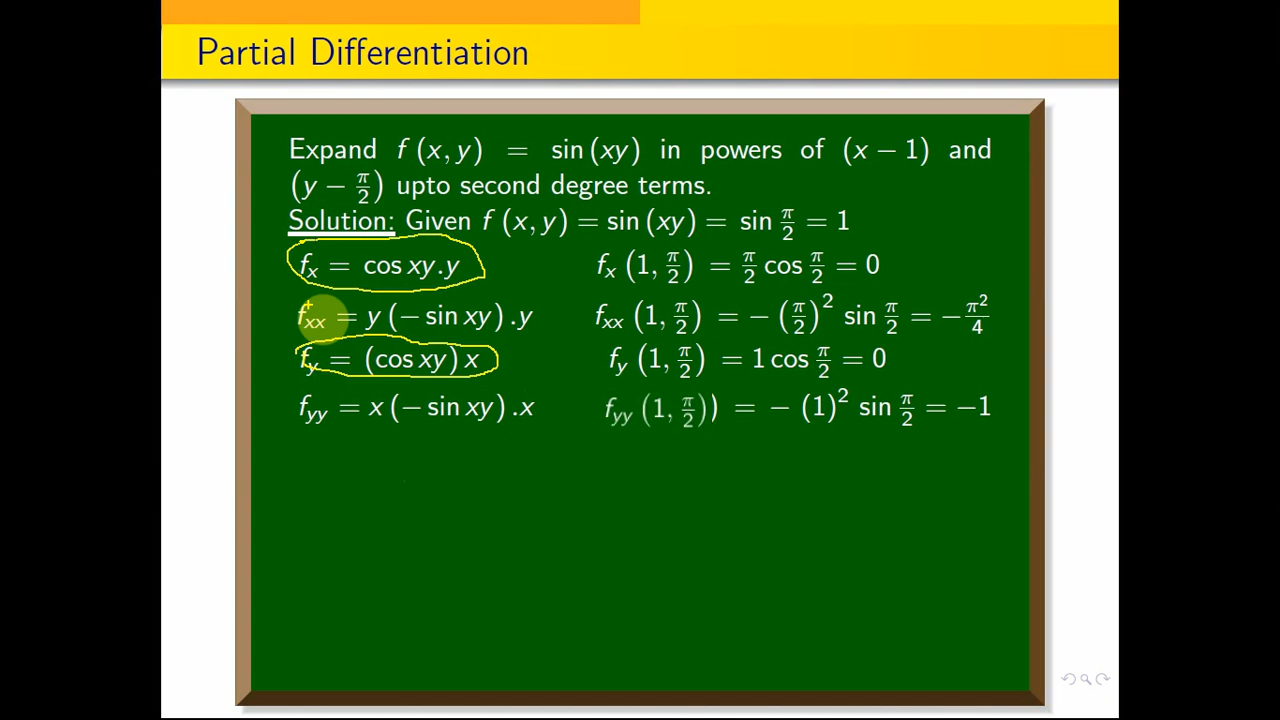 Partial Differentiation
Expand f (x, y) = sin (xy) in powers of (x − 1) and
(y − π/2) upto second degree terms.
Solution: Given f (x, y) = sin (xy) = sin π/2 = 1
f_x = cos xy.y f_x (1, π/2) = π/2 cos π/2 = 0
f_xx = y (− sin xy) .y f_xx (1, π/2) = − (π/2)² sin π/2 = −π²/4
f_y = (cos xy) x f_y (1, π/2) = 1 cos π/2 = 0
f_yy = x (− sin xy) .x f_yy (1, π/2)) = − (1)² sin π/2 = −1